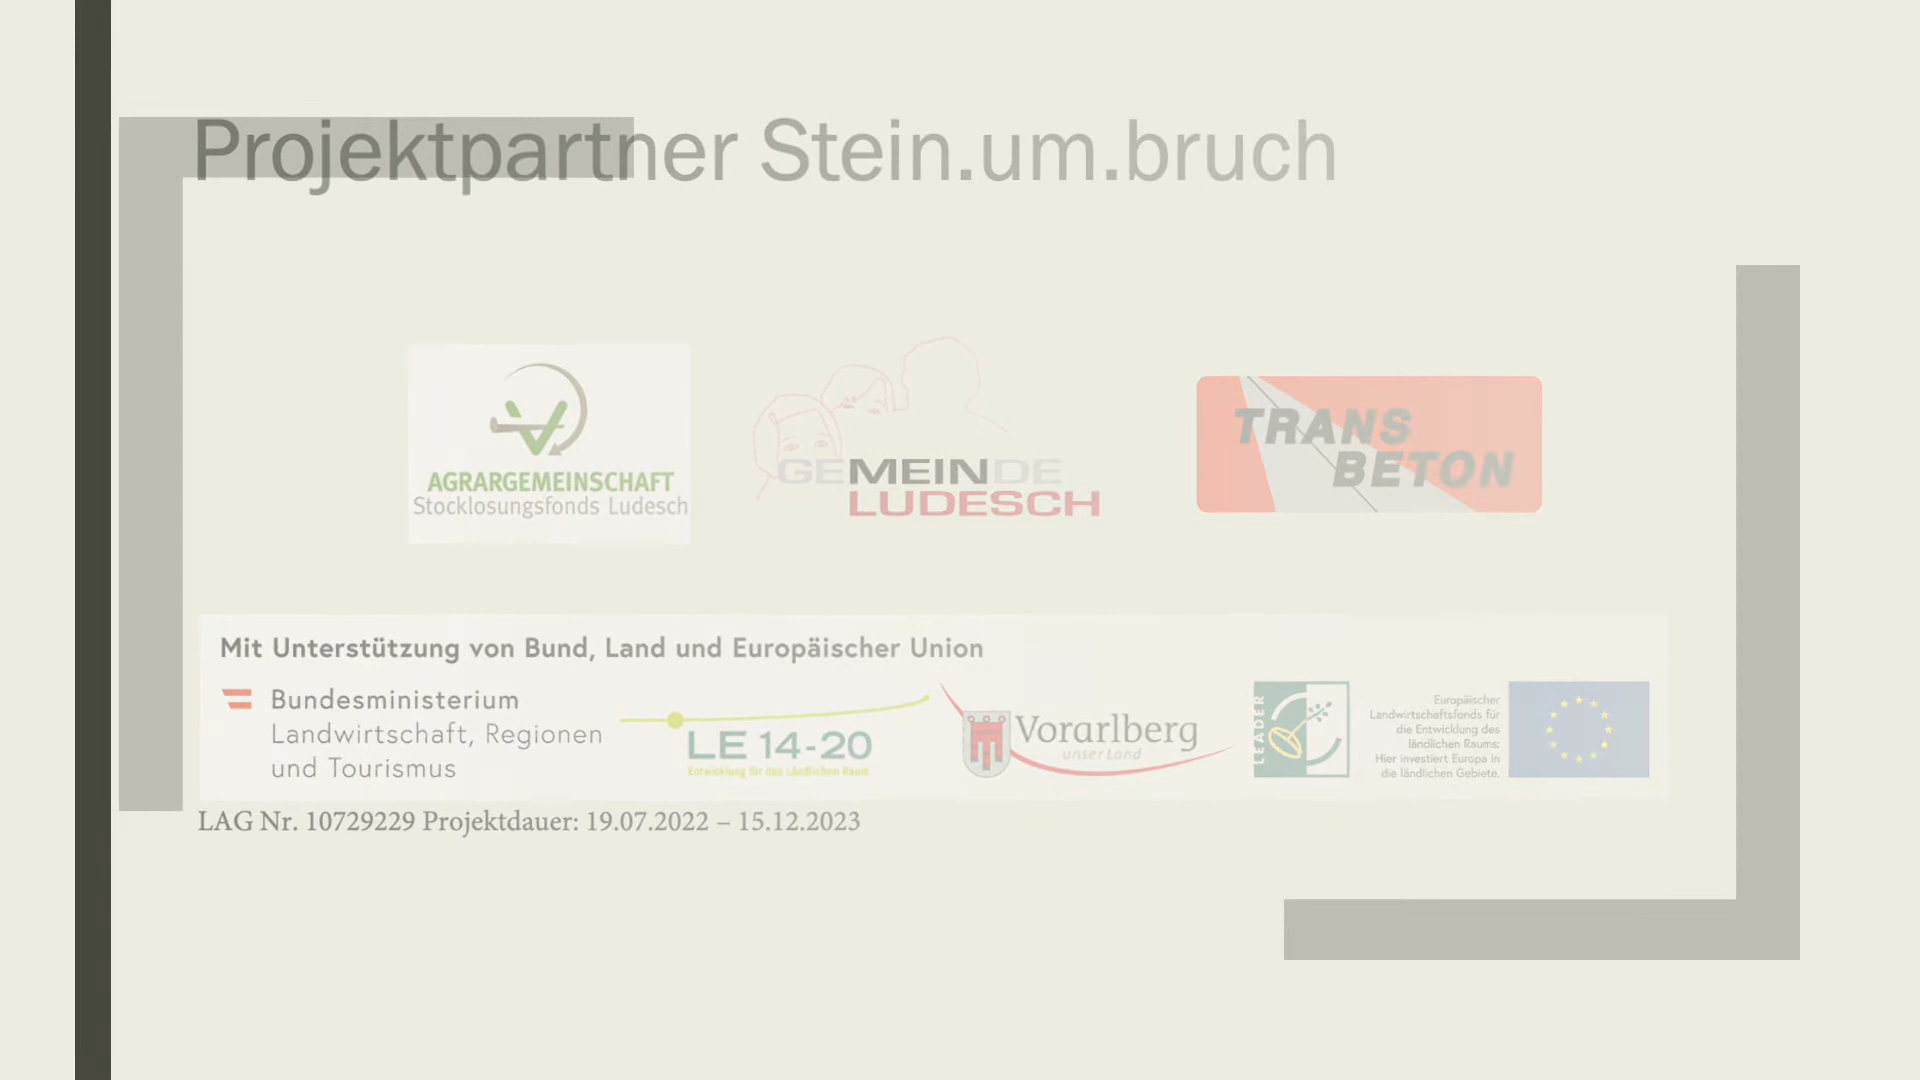 Projektpartner Stein.um.bruch
AGRARGEMEINSCHAFT
Stocklosungsfonds Ludesch
GEMEINDE
LUDESCH
TRANS
BETON
Mit Unterstützung von Bund, Land und Europäischer Union
Bundesministerium
Landwirtschaft, Regionen
und Tourismus
LE 14-20
Entwicklung für den Ländlichen Raum
Vorarlberg
unser Land
LEADER
Europäischer
Landwirtschaftsfonds für
die Entwicklung des
ländlichen Raums:
Hier investiert Europa in
die ländlichen Gebiete.
LAG Nr. 10729229 Projektdauer: 19.07.2022 – 15.12.2023